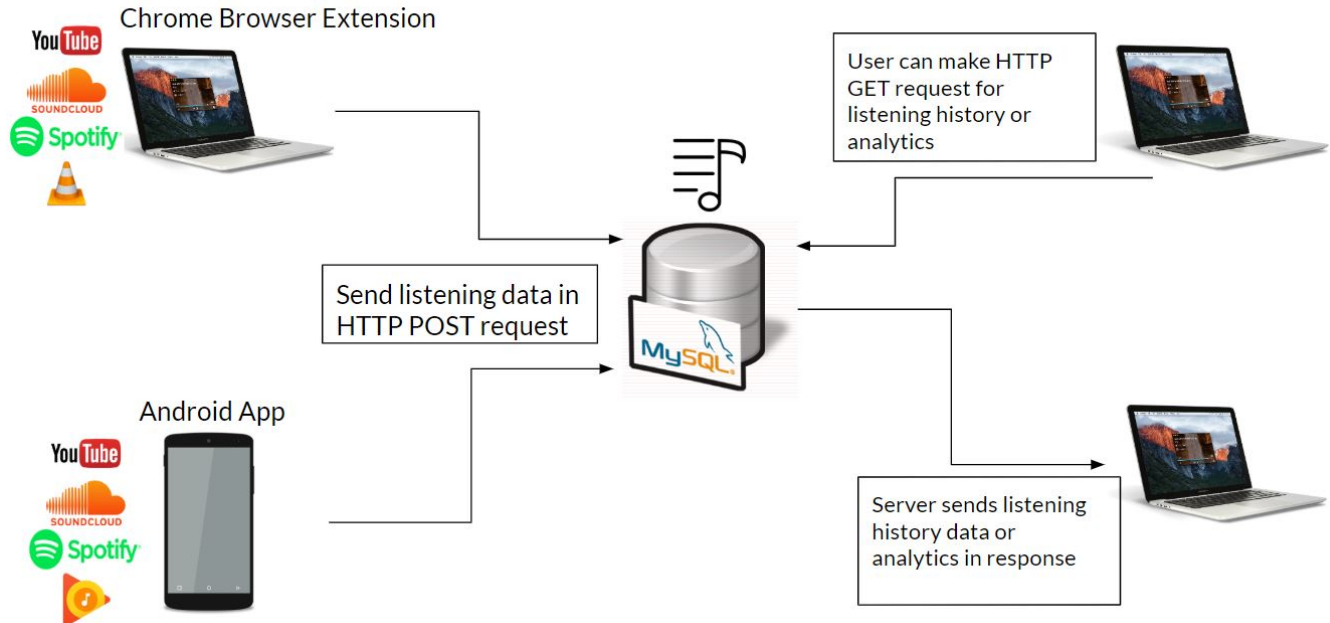 Chrome Browser Extension
YouTube
SOUNDCLOUD
Spotify
User can make HTTP
GET request for
listening history or
analytics
Send listening data in
HTTP POST request
MySQL
Android App
YouTube
SOUNDCLOUD
Spotify
Server sends listening
history data or
analytics in response